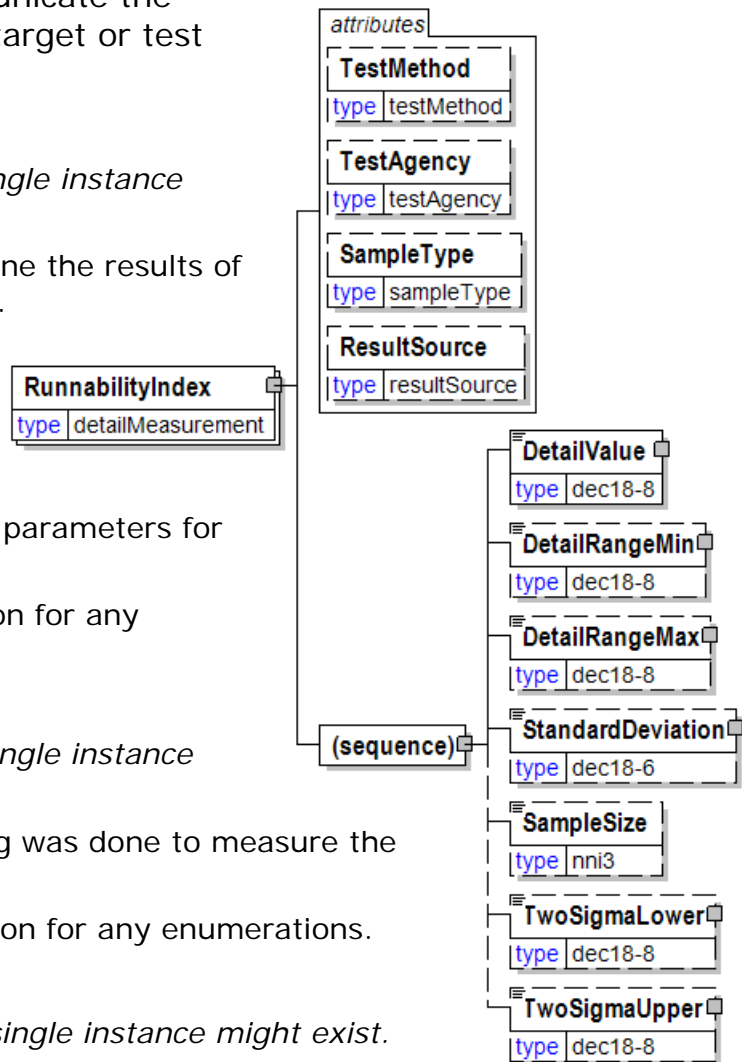 unicate the
target or test
ngle instance
ne the results of
.
parameters for
on for any
ngle instance
g was done to measure the
on for any enumerations.
single instance might exist.
RunnabilityIndex
type detailMeasurement
attributes
TestMethod
type testMethod
TestAgency
type testAgency
SampleType
type sampleType
ResultSource
type resultSource
(sequence)
DetailValue
type dec18-8
DetailRangeMin
type dec18-8
DetailRangeMax
type dec18-8
StandardDeviation
type dec18-6
SampleSize
type nni3
TwoSigmaLower
type dec18-8
TwoSigmaUpper
type dec18-8